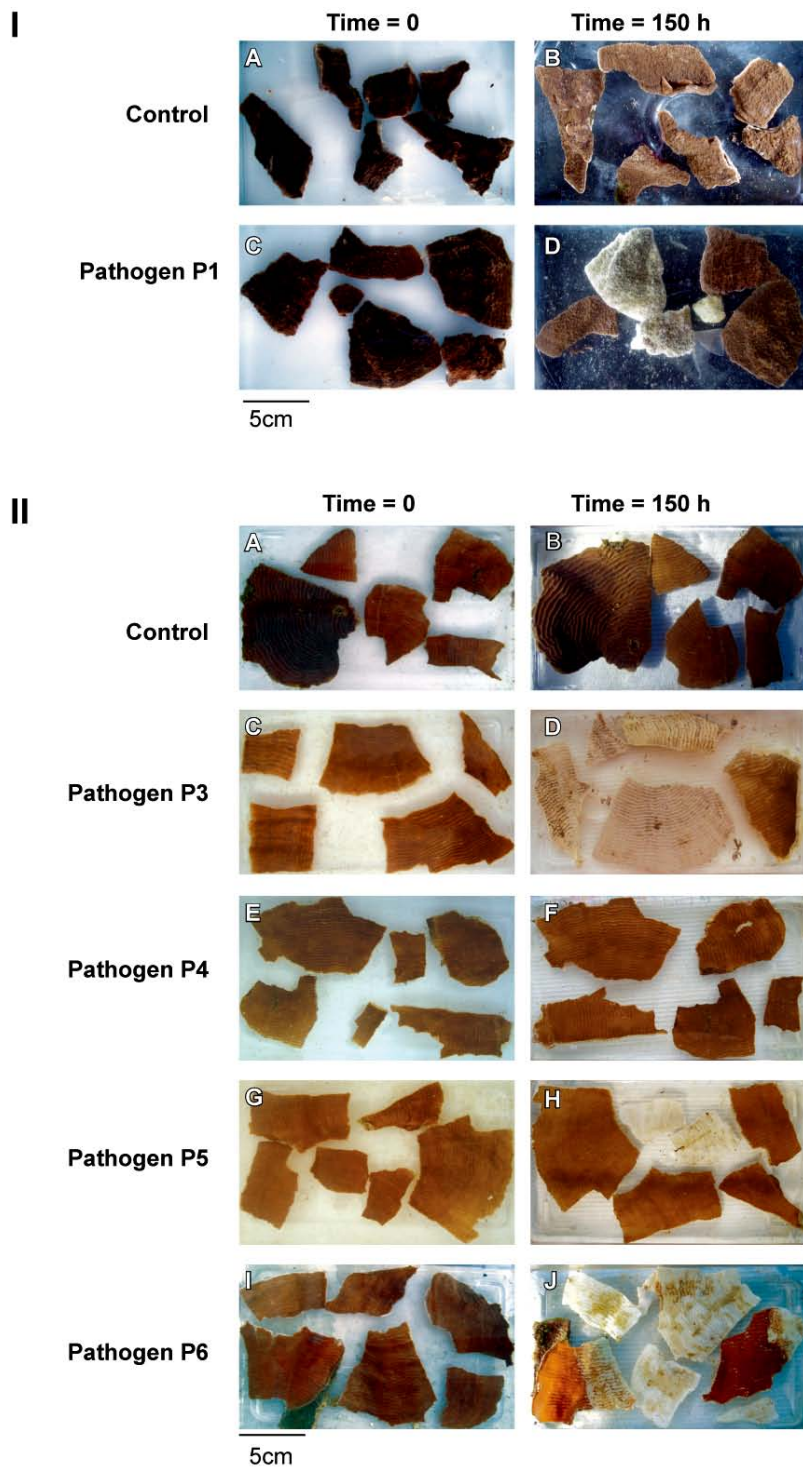 I
Time = 0
Time = 150 h
Control
A
B
Pathogen P1
C
D
5cm
II
Time = 0
Time = 150 h
Control
A
B
Pathogen P3
C
D
Pathogen P4
E
F
Pathogen P5
G
H
Pathogen P6
I
J
5cm